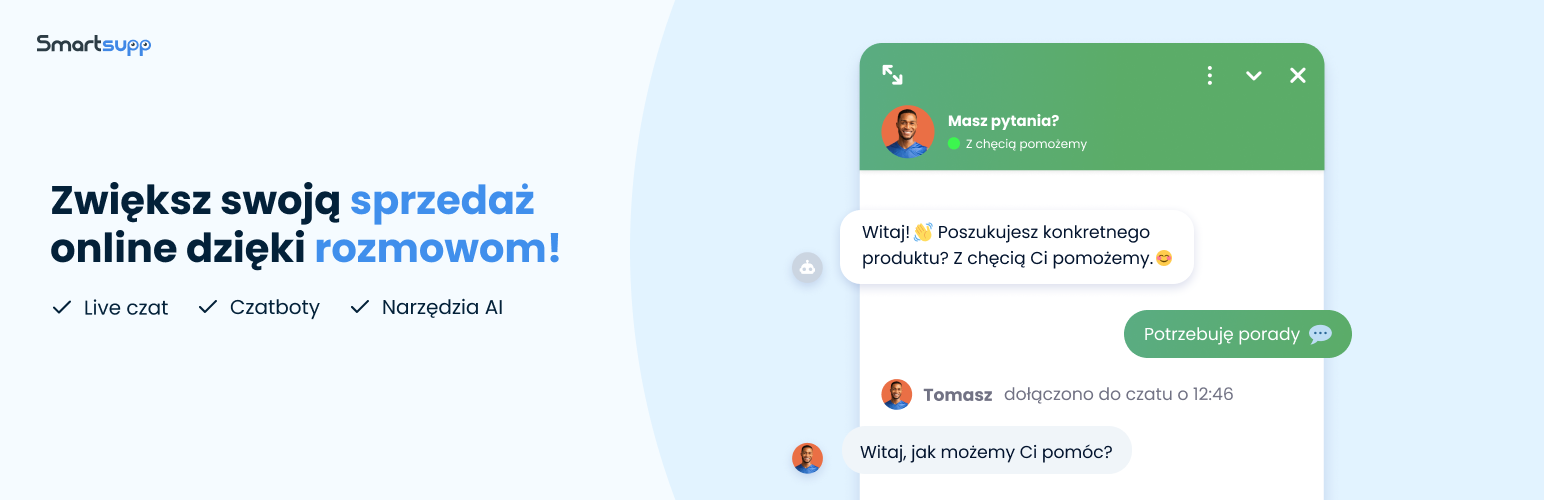 Smartsupp
Zwiększ swoją sprzedaż
online dzięki rozmowom!
Live czat
Czatboty
Narzędzia AI
Masz pytania?
Z chęcią pomożemy
Witaj! 👋 Poszukujesz konkretnego
produktu? Z chęcią Ci pomożemy. 😊
Potrzebuję porady 💬
Tomasz dołączono do czatu o 12:46
Witaj, jak możemy Ci pomóc?